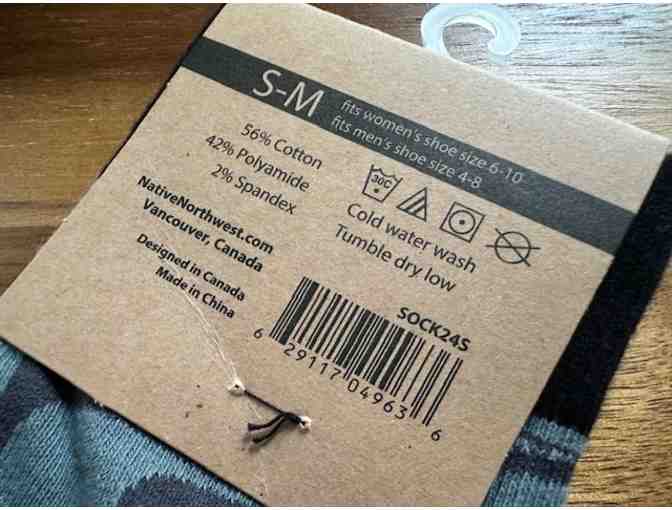 S-M
fits women's shoe size 6-10
fits men's shoe size 4-8
56% Cotton
42% Polyamide
2% Spandex
30C
Cold water wash
Tumble dry low
NativeNorthwest.com
Vancouver, Canada
Designed in Canada
Made in China
SOCK24S
6 29117 04963 6